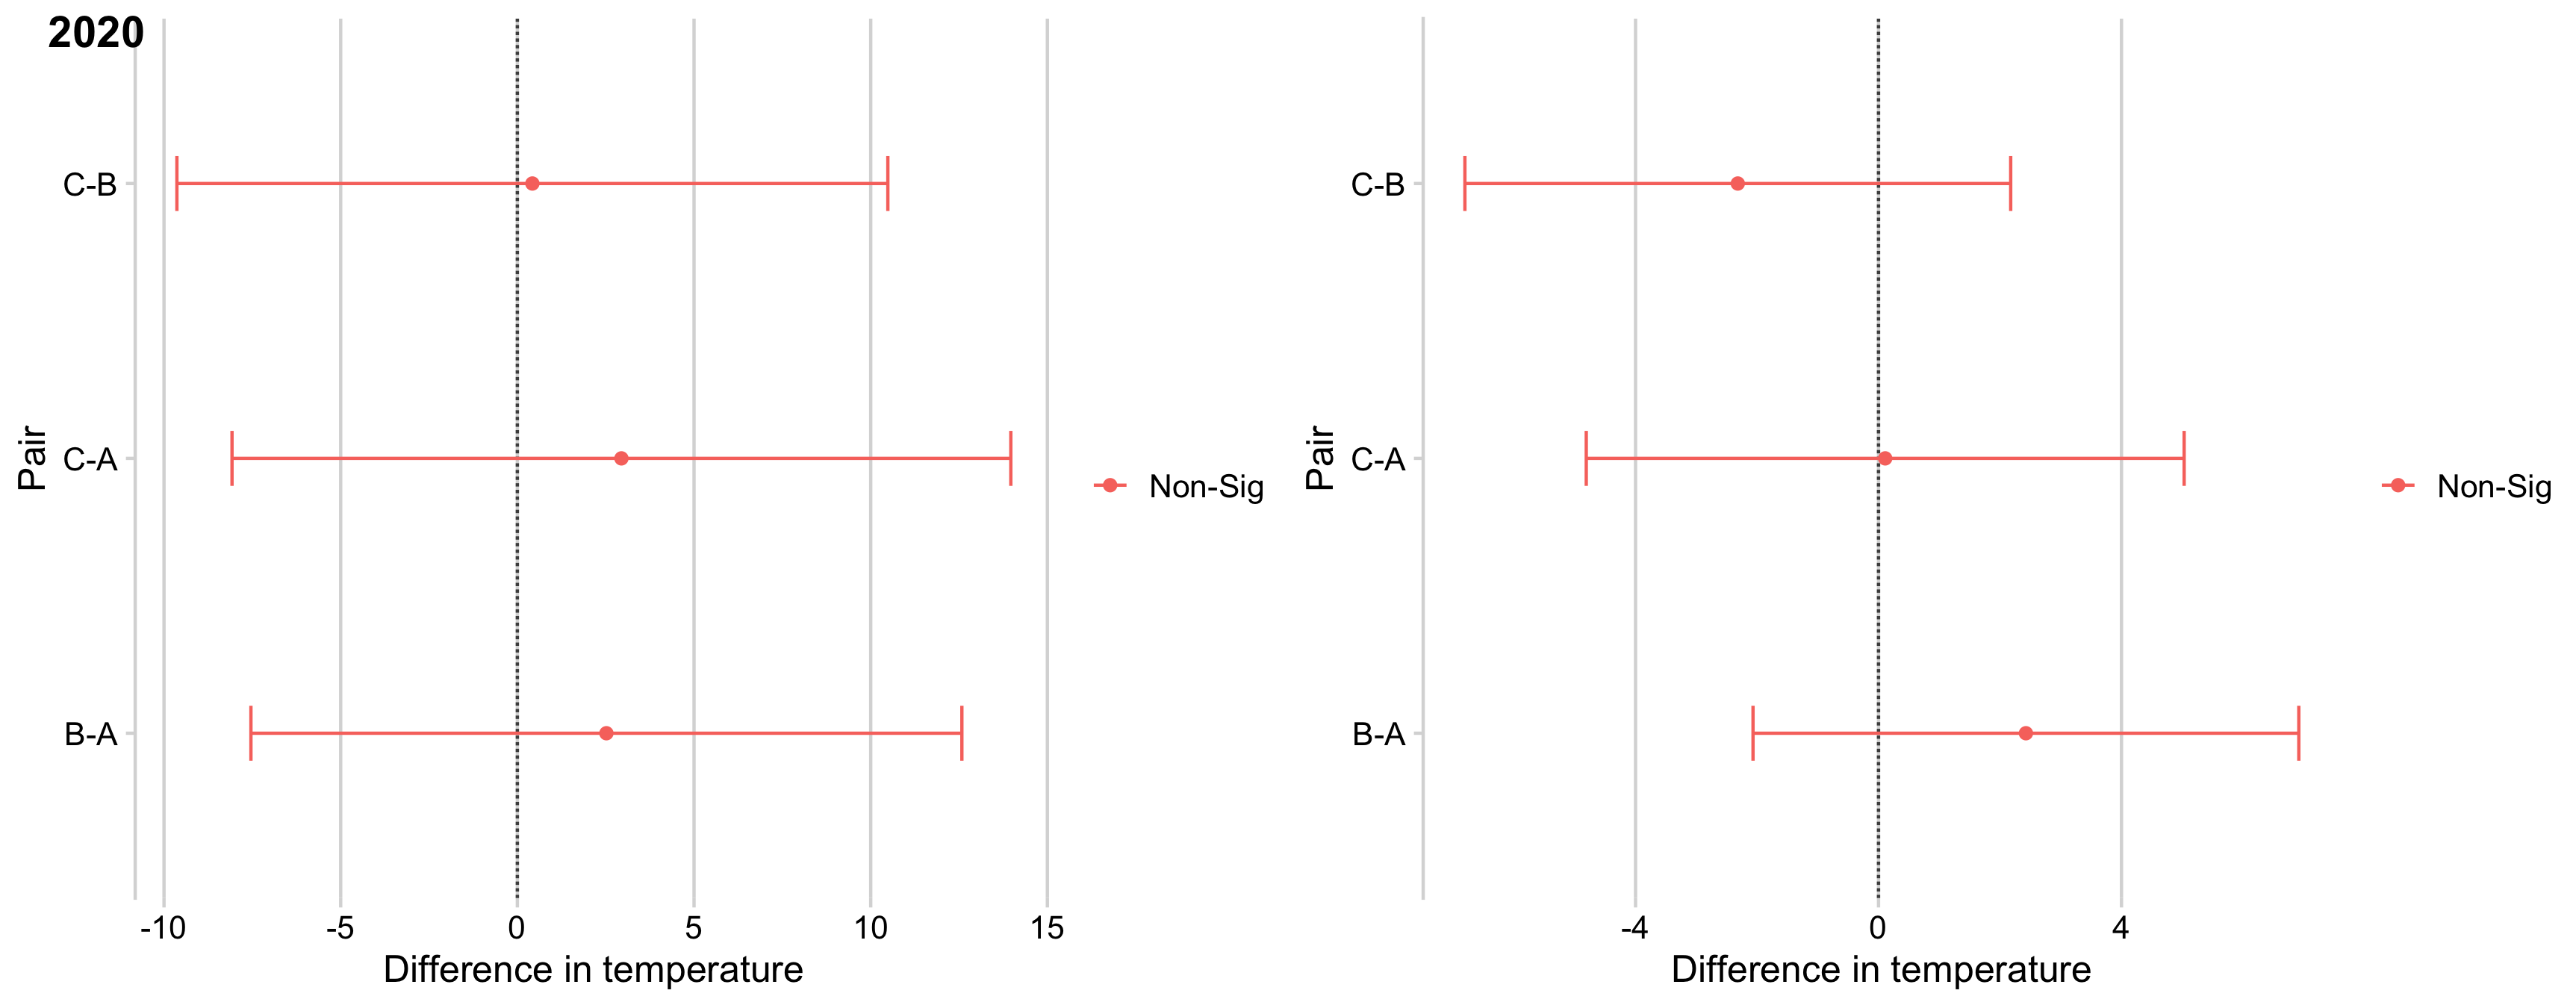 2020
Pair
C-B
C-A
B-A
-10 -5 0 5 10 15
Difference in temperature
Non-Sig
Pair
C-B
C-A
B-A
-4 0 4
Difference in temperature
Non-Sig